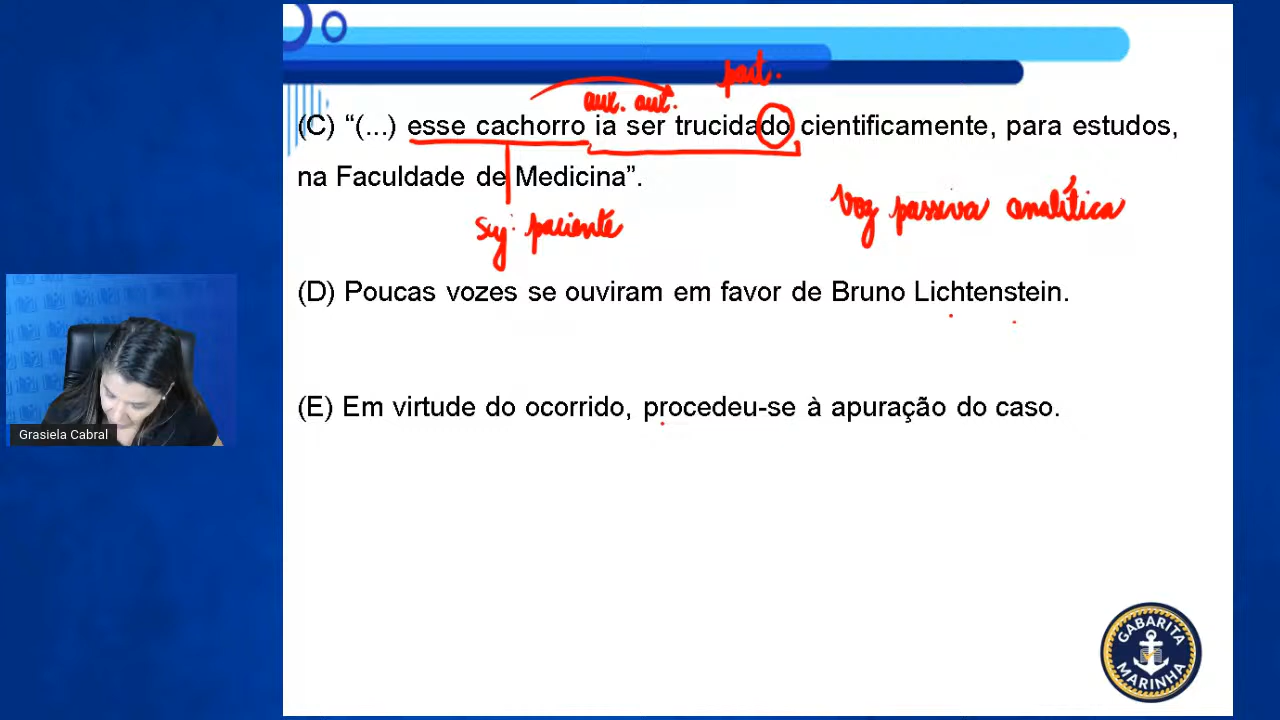 part.
aux. aux.
(C) “(...) esse cachorro ia ser trucidado cientificamente, para estudos,
na Faculdade de Medicina”.
Suj. paciente
Voz passiva analítica
(D) Poucas vozes se ouviram em favor de Bruno Lichtenstein.
(E) Em virtude do ocorrido, procedeu-se à apuração do caso.
Grasiela Cabral
GABARITA
MARINHA